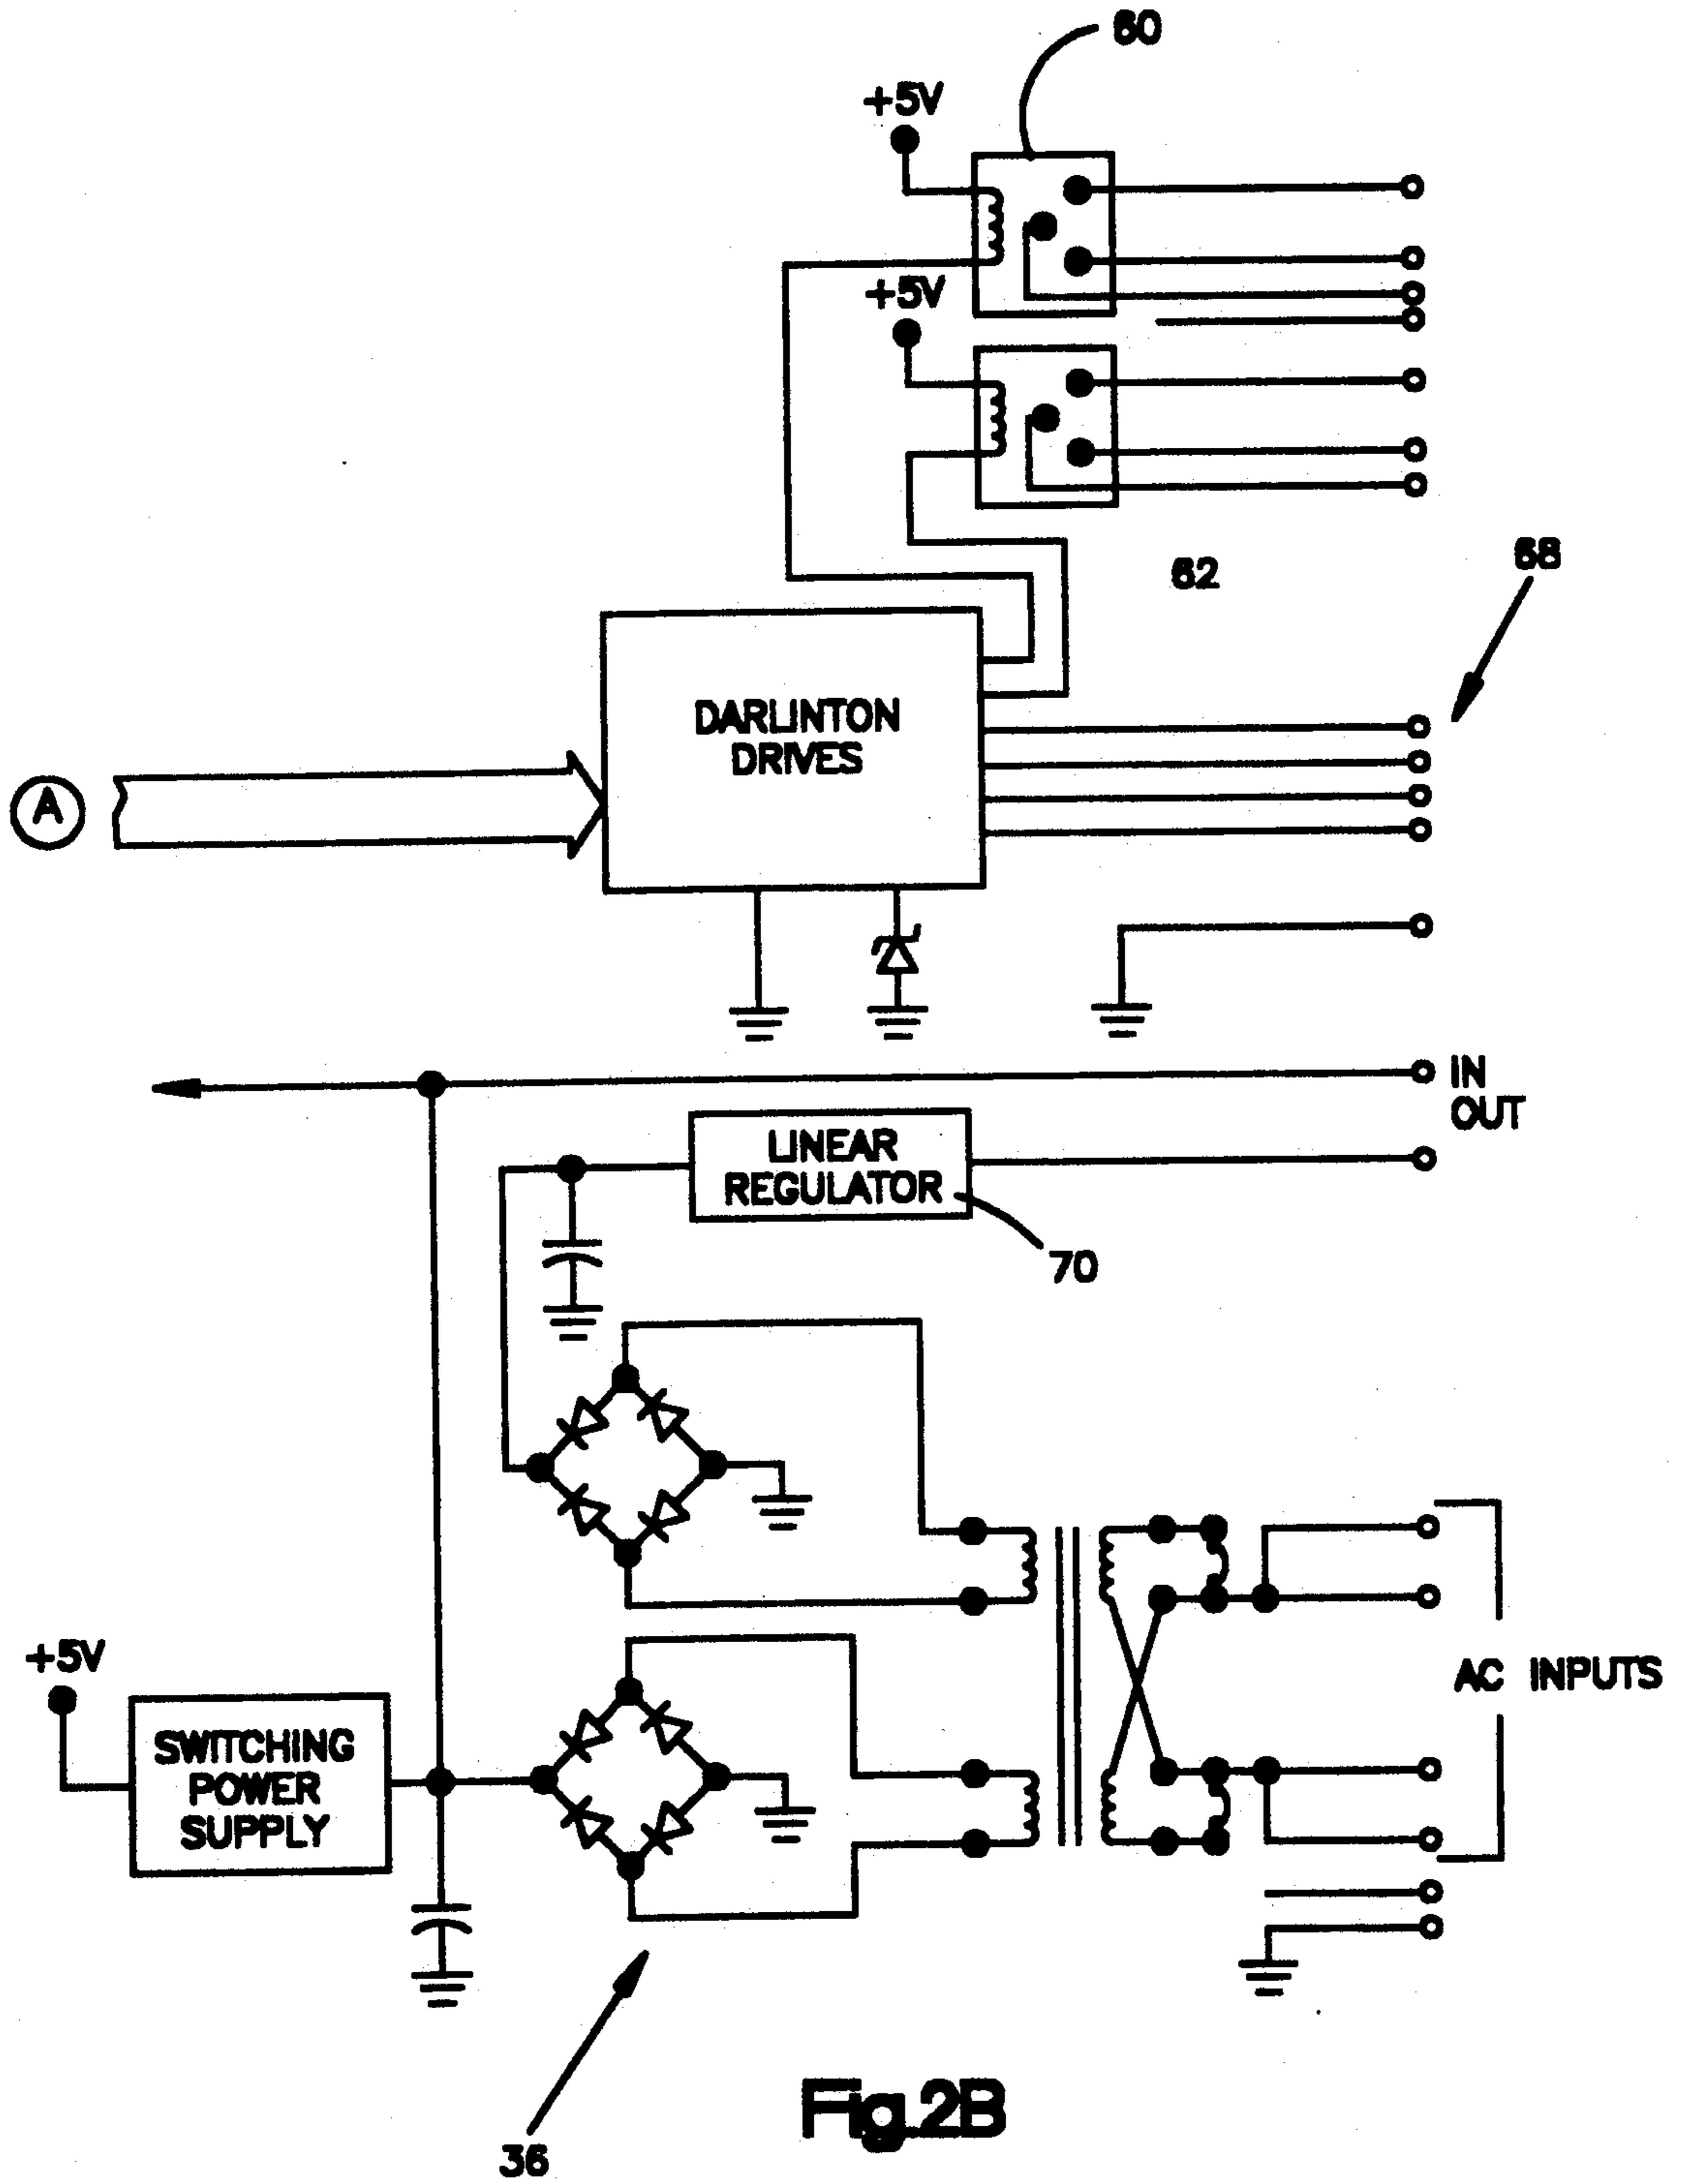 60
+5V
+5V
62
68
DARLINTON
DRIVES
A
IN
OUT
LINEAR
REGULATOR
70
+5V
SWITCHING
POWER
SUPPLY
AC INPUTS
36
Fig.2B